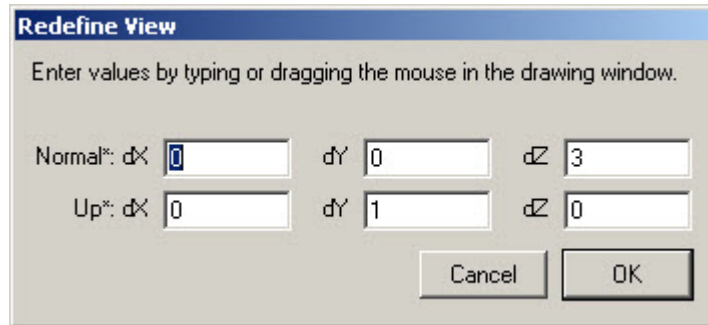 Redefine View
Enter values by typing or dragging the mouse in the drawing window.
Normal*: dX 0 dY 0 dZ 3
Up*: dX 0 dY 1 dZ 0
Cancel OK